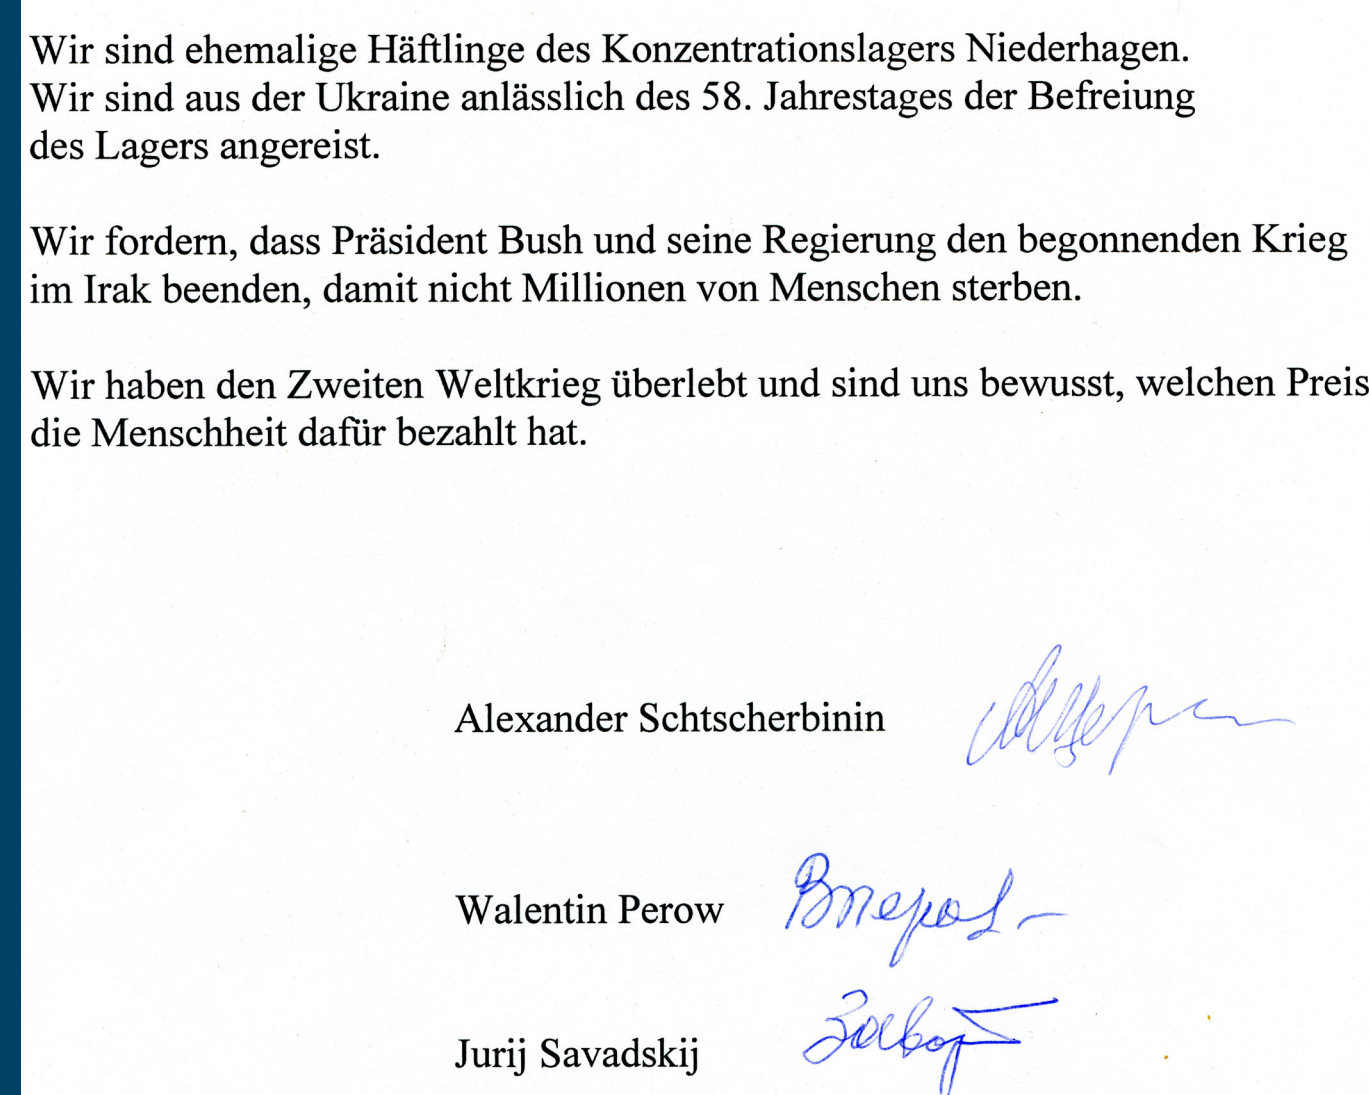 Wir sind ehemalige Häftlinge des Konzentrationslagers Niederhagen.
Wir sind aus der Ukraine anlässlich des 58. Jahrestages der Befreiung
des Lagers angereist.
Wir fordern, dass Präsident Bush und seine Regierung den begonnenden Krieg
im Irak beenden, damit nicht Millionen von Menschen sterben.
Wir haben den Zweiten Weltkrieg überlebt und sind uns bewusst, welchen Preis
die Menschheit dafür bezahlt hat.
Alexander Schtscherbinin
Walentin Perow ВПеров
Jurij Savadskij